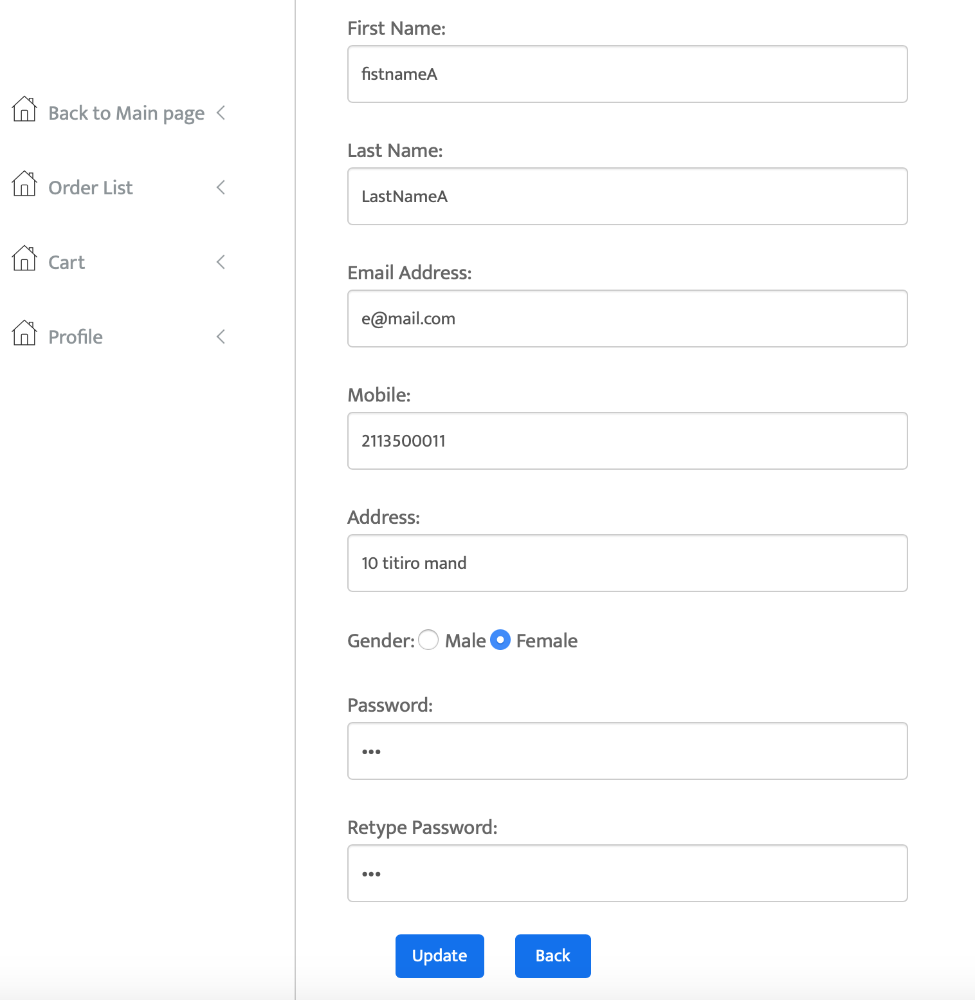 Back to Main page
Order List
Cart
Profile
First Name:
fistnameA
Last Name:
LastNameA
Email Address:
e@mail.com
Mobile:
2113500011
Address:
10 titiro mand
Gender: Male Female
Password:
•••
Retype Password:
•••
Update Back